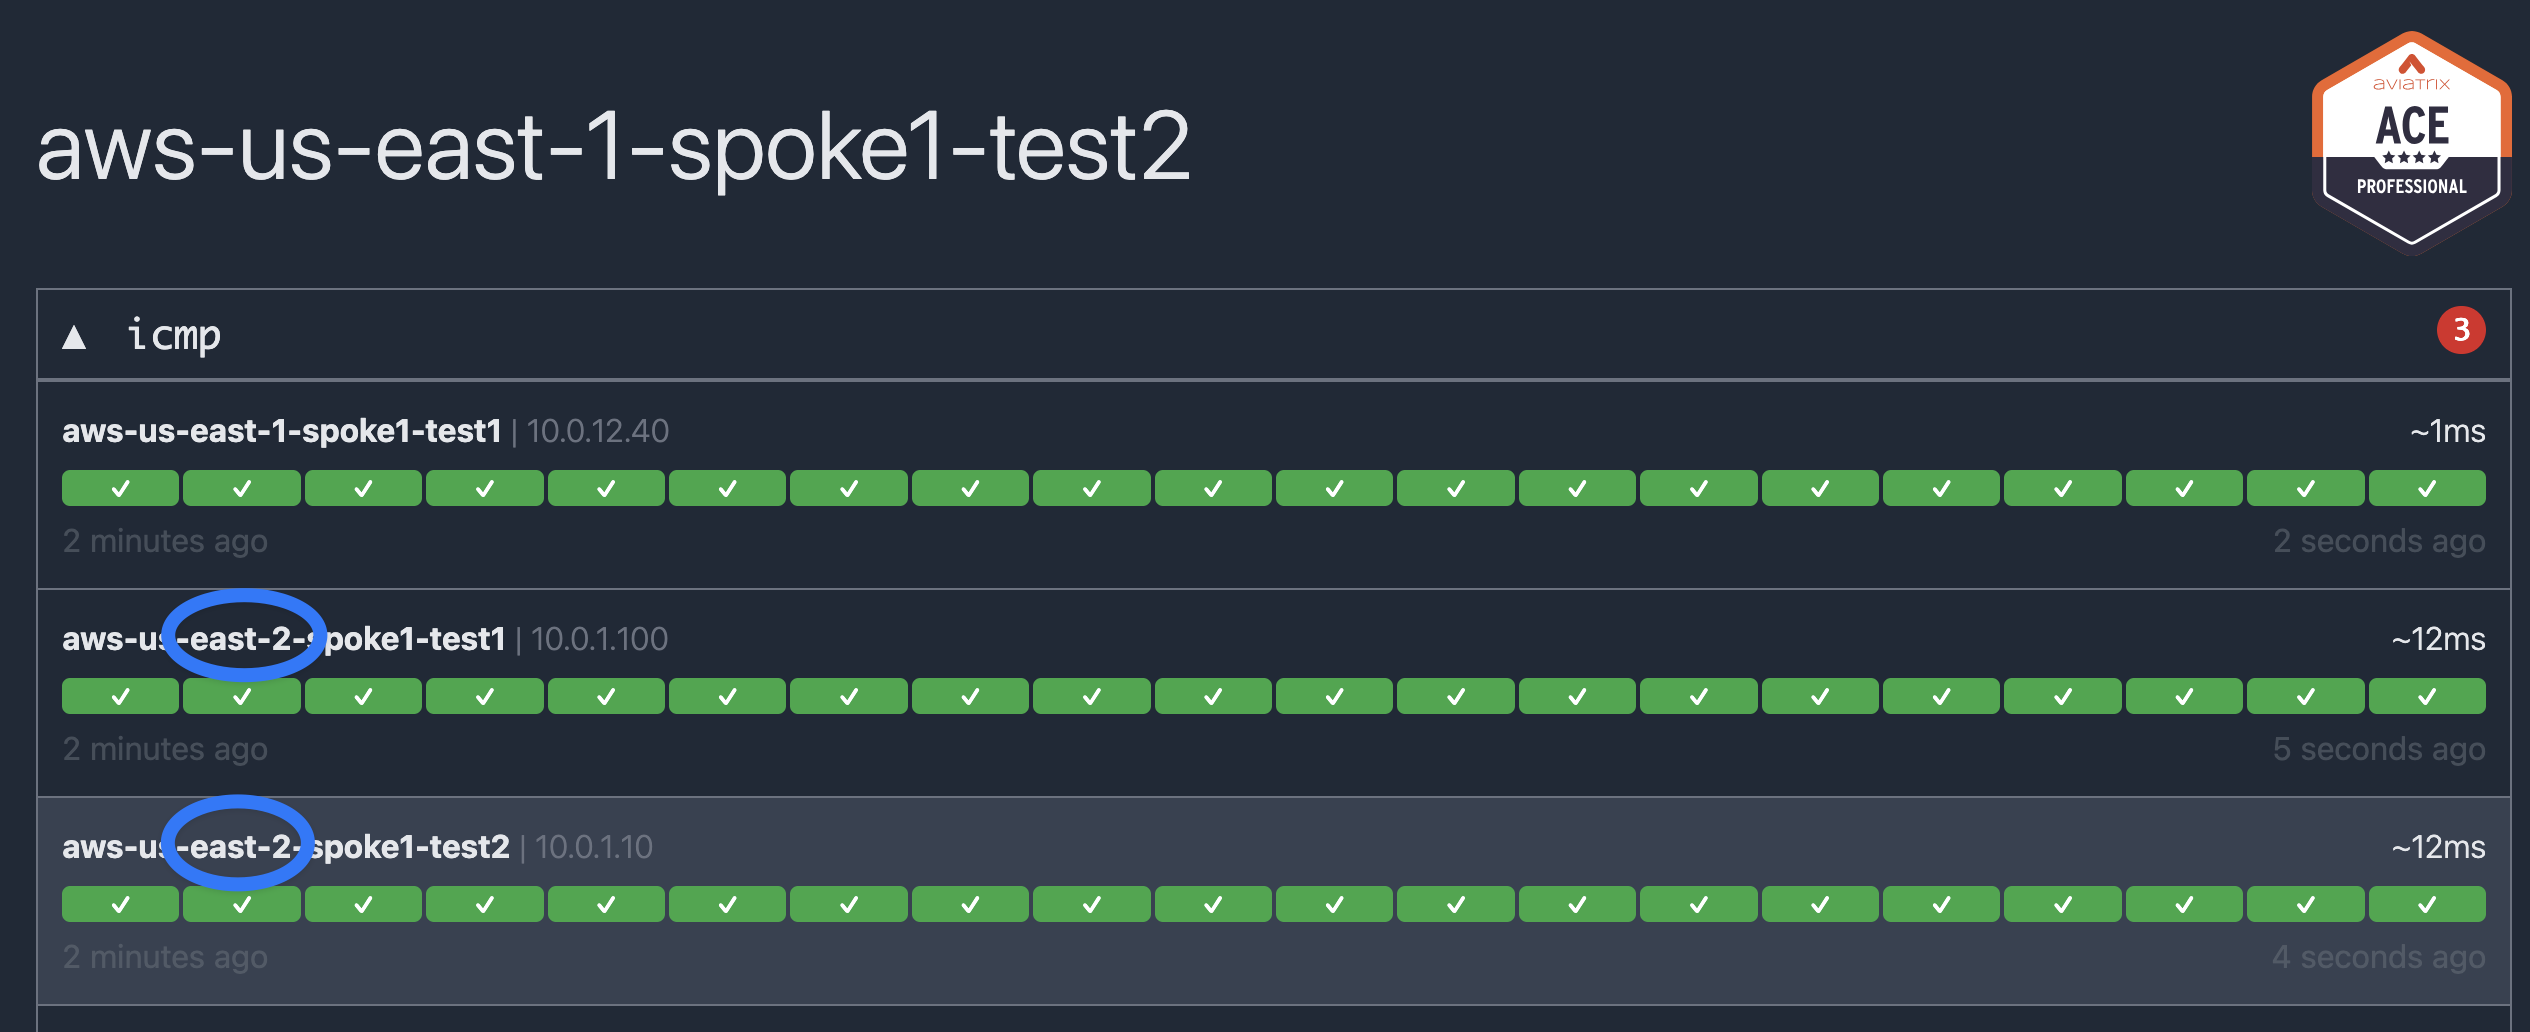 aviatrix
ACE
PROFESSIONAL
aws-us-east-1-spoke1-test2
▲ icmp 3
aws-us-east-1-spoke1-test1 | 10.0.12.40 ~1ms
2 minutes ago 2 seconds ago
aws-us-east-2-spoke1-test1 | 10.0.1.100 ~12ms
2 minutes ago 5 seconds ago
aws-us-east-2-spoke1-test2 | 10.0.1.10 ~12ms
2 minutes ago 4 seconds ago